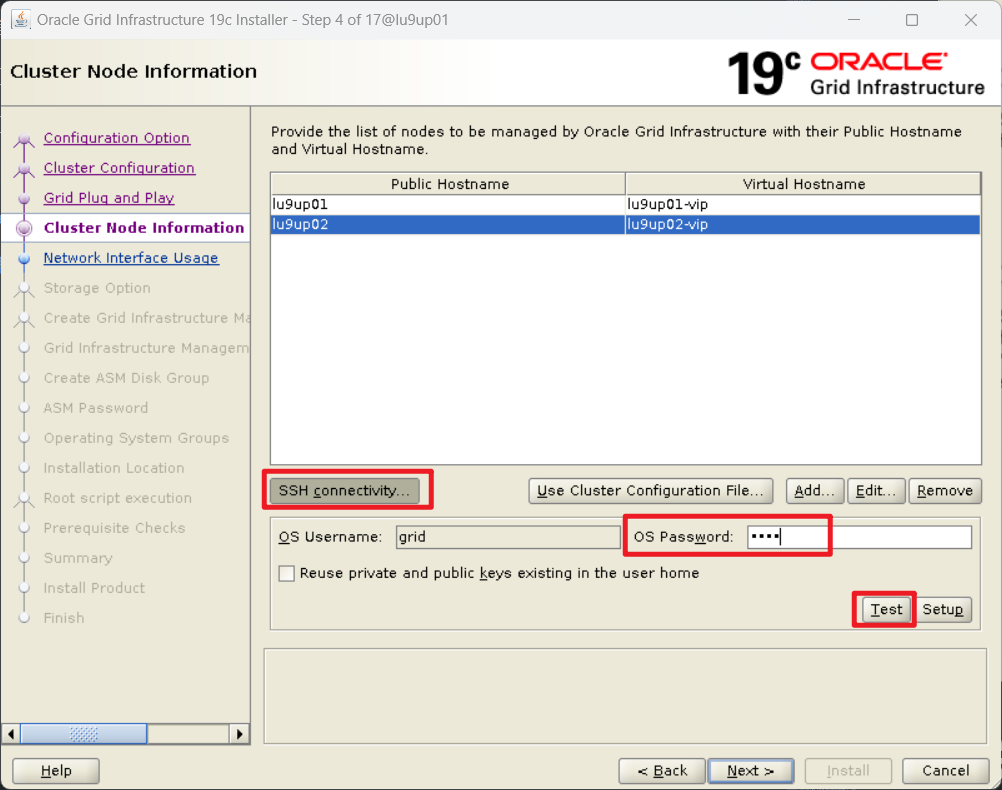 Oracle Grid Infrastructure 19c Installer - Step 4 of 17@lu9up01
Cluster Node Information
19c ORACLE
Grid Infrastructure
Configuration Option
Cluster Configuration
Grid Plug and Play
Cluster Node Information
Network Interface Usage
Storage Option
Create Grid Infrastructure Ma
Grid Infrastructure Managem
Create ASM Disk Group
ASM Password
Operating System Groups
Installation Location
Root script execution
Prerequisite Checks
Summary
Install Product
Finish
Provide the list of nodes to be managed by Oracle Grid Infrastructure with their Public Hostname
and Virtual Hostname.
Public Hostname Virtual Hostname
lu9up01 lu9up01-vip
lu9up02 lu9up02-vip
SSH connectivity... Use Cluster Configuration File... Add... Edit... Remove
OS Username: grid OS Password: ••••
Reuse private and public keys existing in the user home
Test Setup
Help < Back Next > Install Cancel